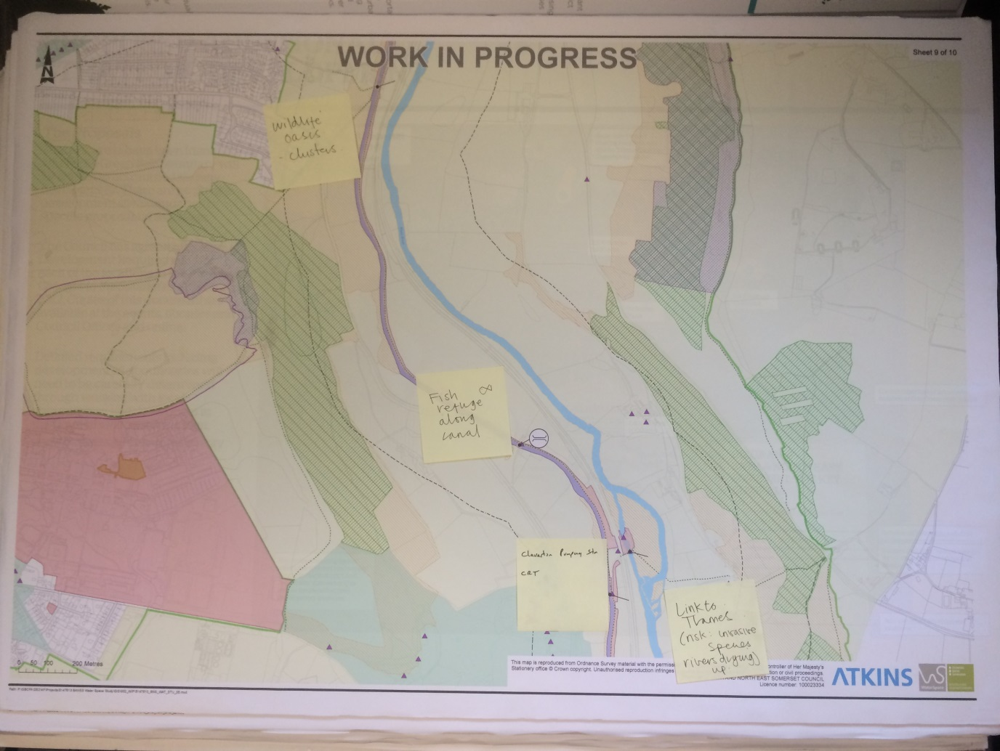 WORK IN PROGRESS
Sheet 9 of 10
N
wildlife
oasis
- clusters
Fish ∞
refuge
along
canal
Claverton Pumping Stn
CRT
Link to
Thames
(risk: invasive
species
rivers drying)
up
0 50 100 200 Metres
This map is reproduced from Ordnance Survey material with the permiss
ontroller of Her Majesty's
Stationery office © Crown copyright. Unauthorised reproduction infringes
tion or civil proceedings.
AND NORTH EAST SOMERSET COUNCIL
Licence number: 100023334
ATKINS
WaterSpace